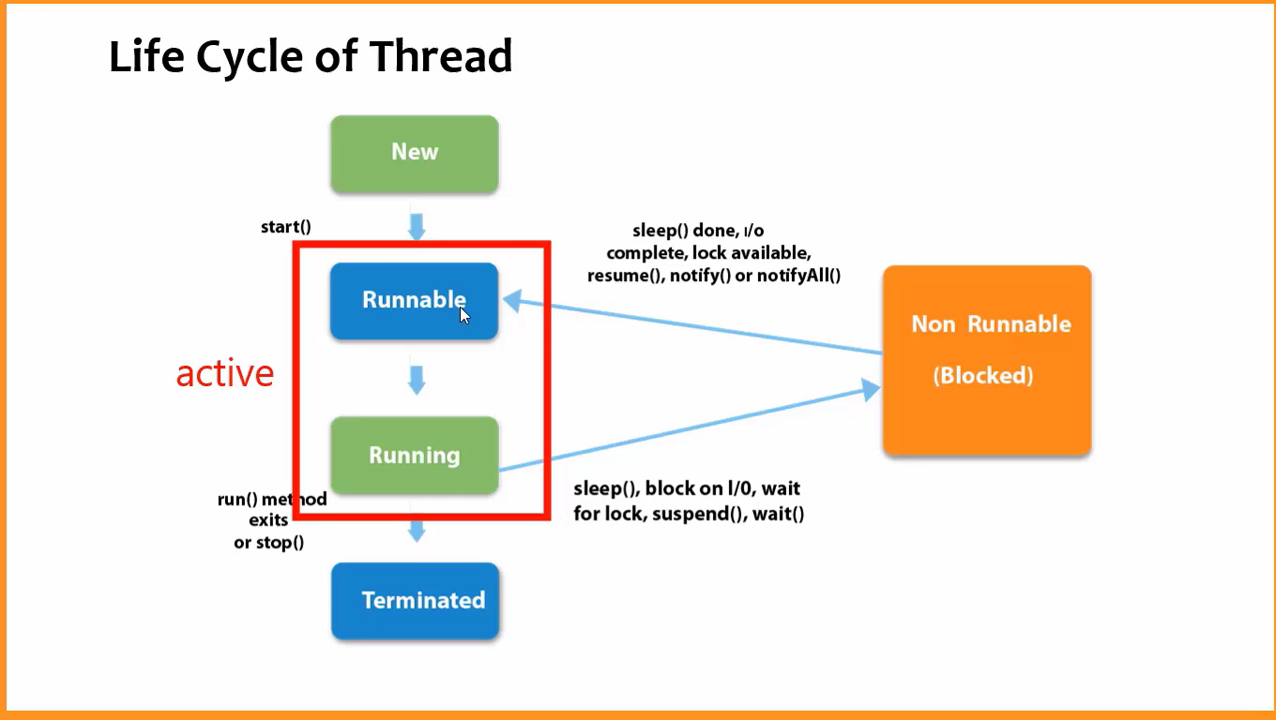 Life Cycle of Thread
New
start()
sleep() done, I/o
complete, lock available,
resume(), notify() or notifyAll()
Runnable
Non Runnable
(Blocked)
active
Running
run() method
exits
or stop()
sleep(), block on l/0, wait
for lock, suspend(), wait()
Terminated